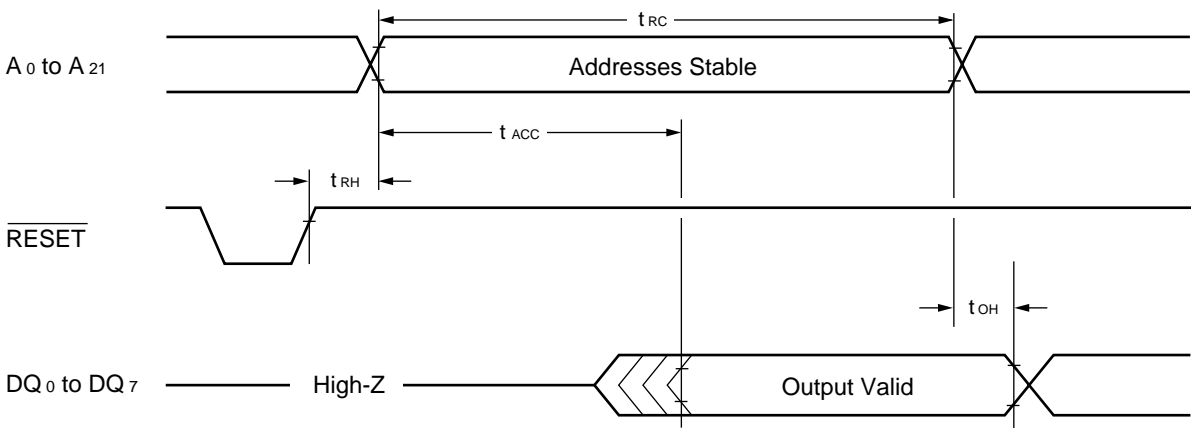 t RC
A 0 to A 21
Addresses Stable
t ACC
t RH
RESET
t OH
DQ 0 to DQ 7
High-Z
Output Valid